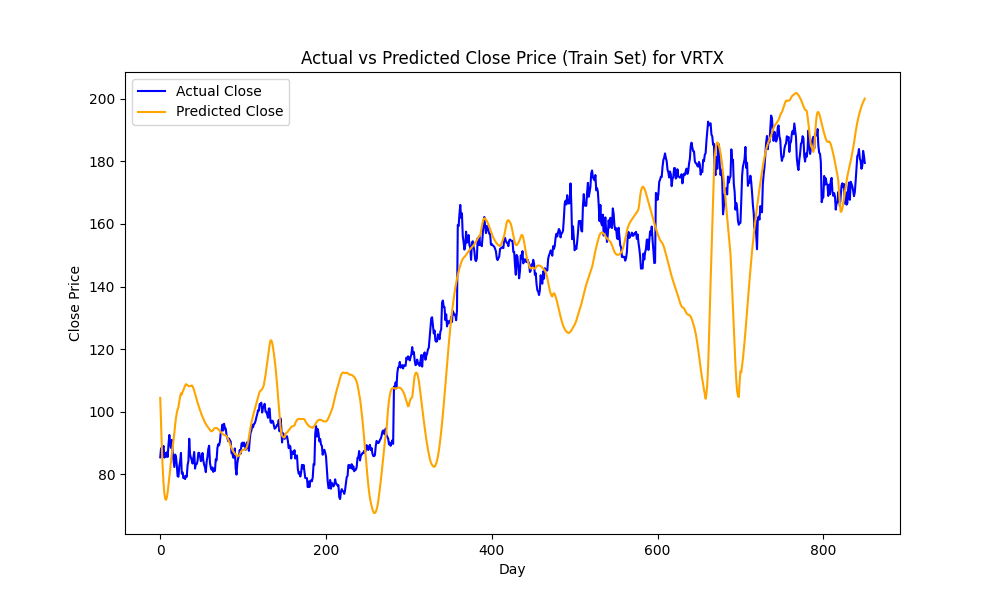 Actual vs Predicted Close Price (Train Set) for VRTX
Actual Close
Predicted Close
200
180
160
140
120
100
80
Close Price
0 200 400 600 800
Day